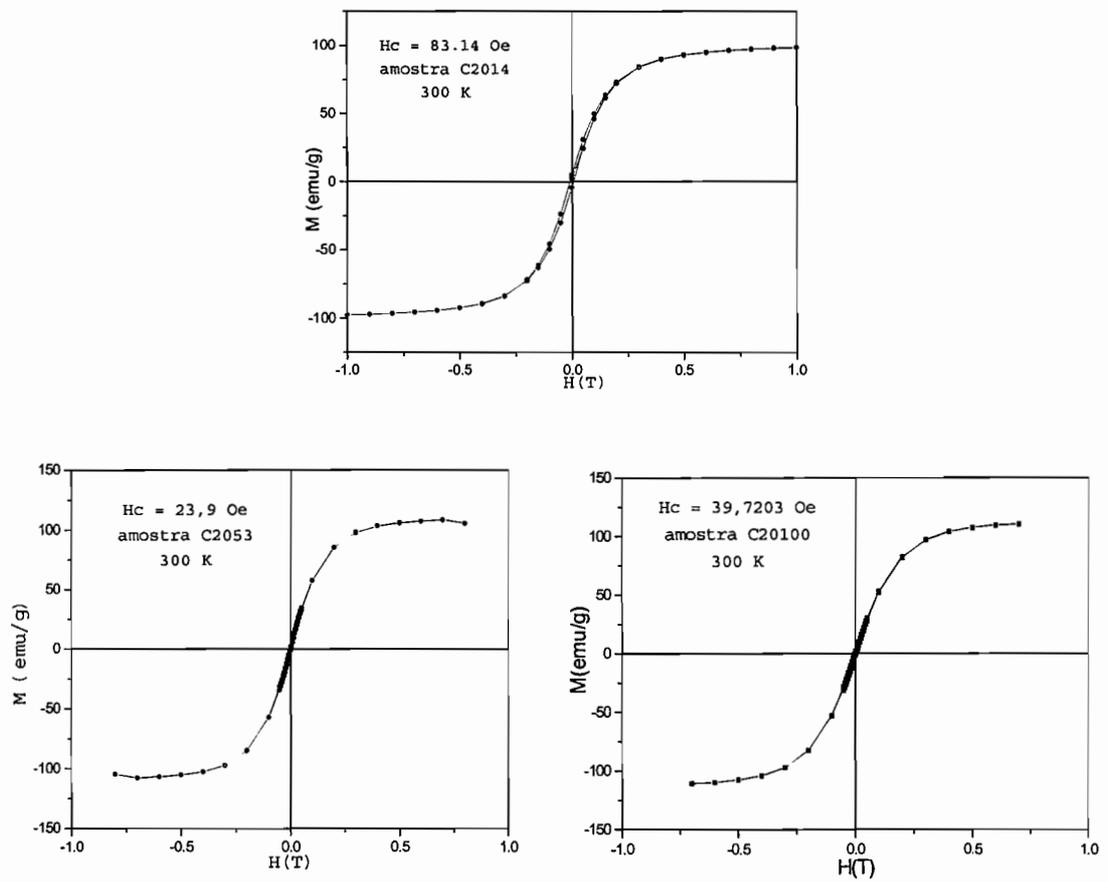 Hc = 83.14 Oe
amostra C2014
300 K
100
50
0
-50
-100
M (emu/g)
-1.0
-0.5
0.0
0.5
1.0
H(T)
Hc = 23,9 Oe
amostra C2053
300 K
150
100
50
0
-50
-100
-150
M ( emu/g)
-1.0
-0.5
0.0
0.5
1.0
H(T)
Hc = 39,7203 Oe
amostra C20100
300 K
150
100
50
0
-50
-100
-150
M(emu/g)
-1.0
-0.5
0.0
0.5
1.0
H(T)